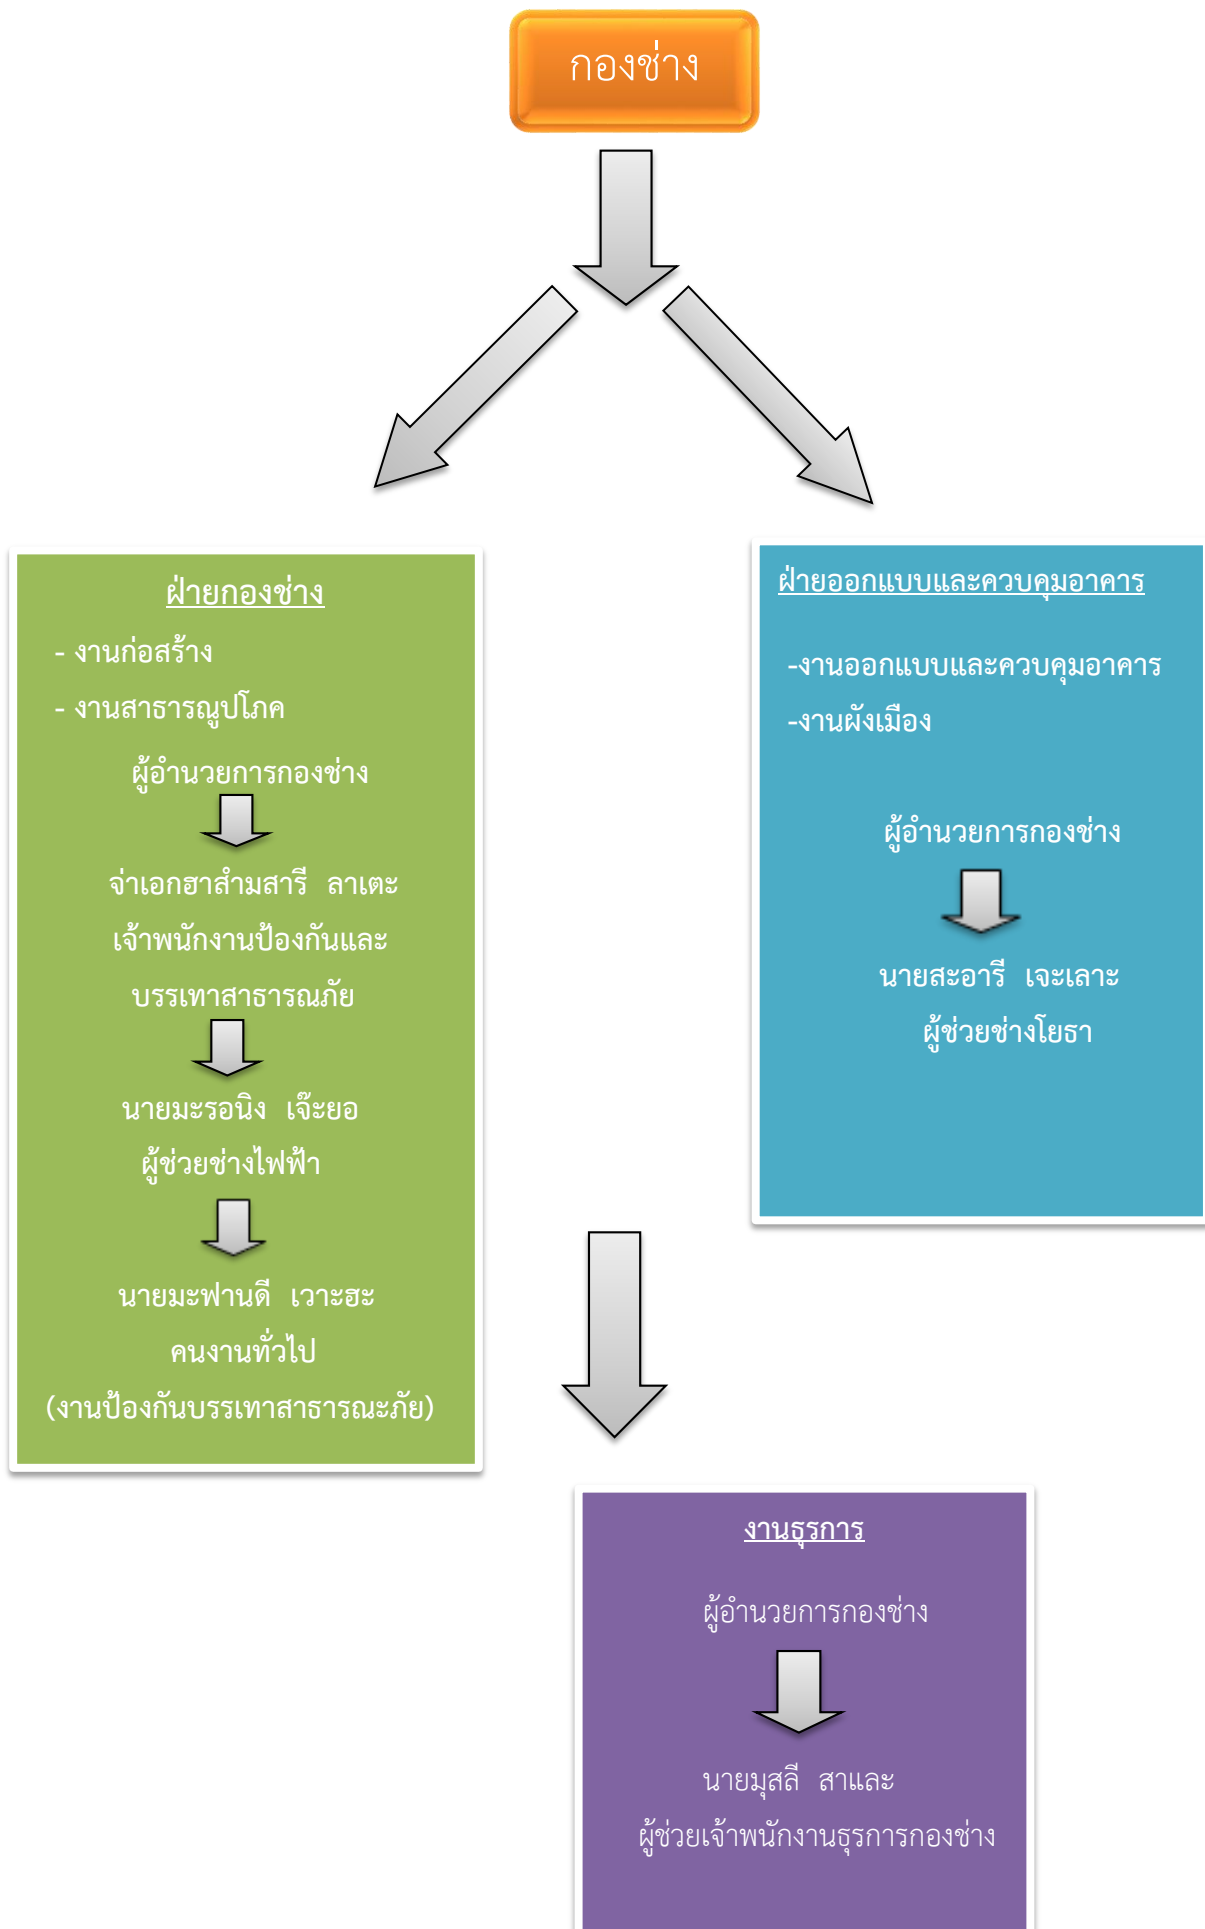 กองช่าง
ฝ่ายกองช่าง
- งานก่อสร้าง
- งานสาธารณูปโภค
ผู้อำนวยการกองช่าง
จ่าเอกฮาสำมสารี ลาเตะ
เจ้าพนักงานป้องกันและ
บรรเทาสาธารณภัย
นายมะรอนิง เจ๊ะยอ
ผู้ช่วยช่างไฟฟ้า
นายมะฟานดี เวาะฮะ
คนงานทั่วไป
(งานป้องกันบรรเทาสาธารณะภัย)
ฝ่ายออกแบบและควบคุมอาคาร
-งานออกแบบและควบคุมอาคาร
-งานผังเมือง
ผู้อำนวยการกองช่าง
นายสะอารี เจะเลาะ
ผู้ช่วยช่างโยธา
งานธุรการ
ผู้อำนวยการกองช่าง
นายมุสลี สาและ
ผู้ช่วยเจ้าพนักงานธุรการกองช่าง